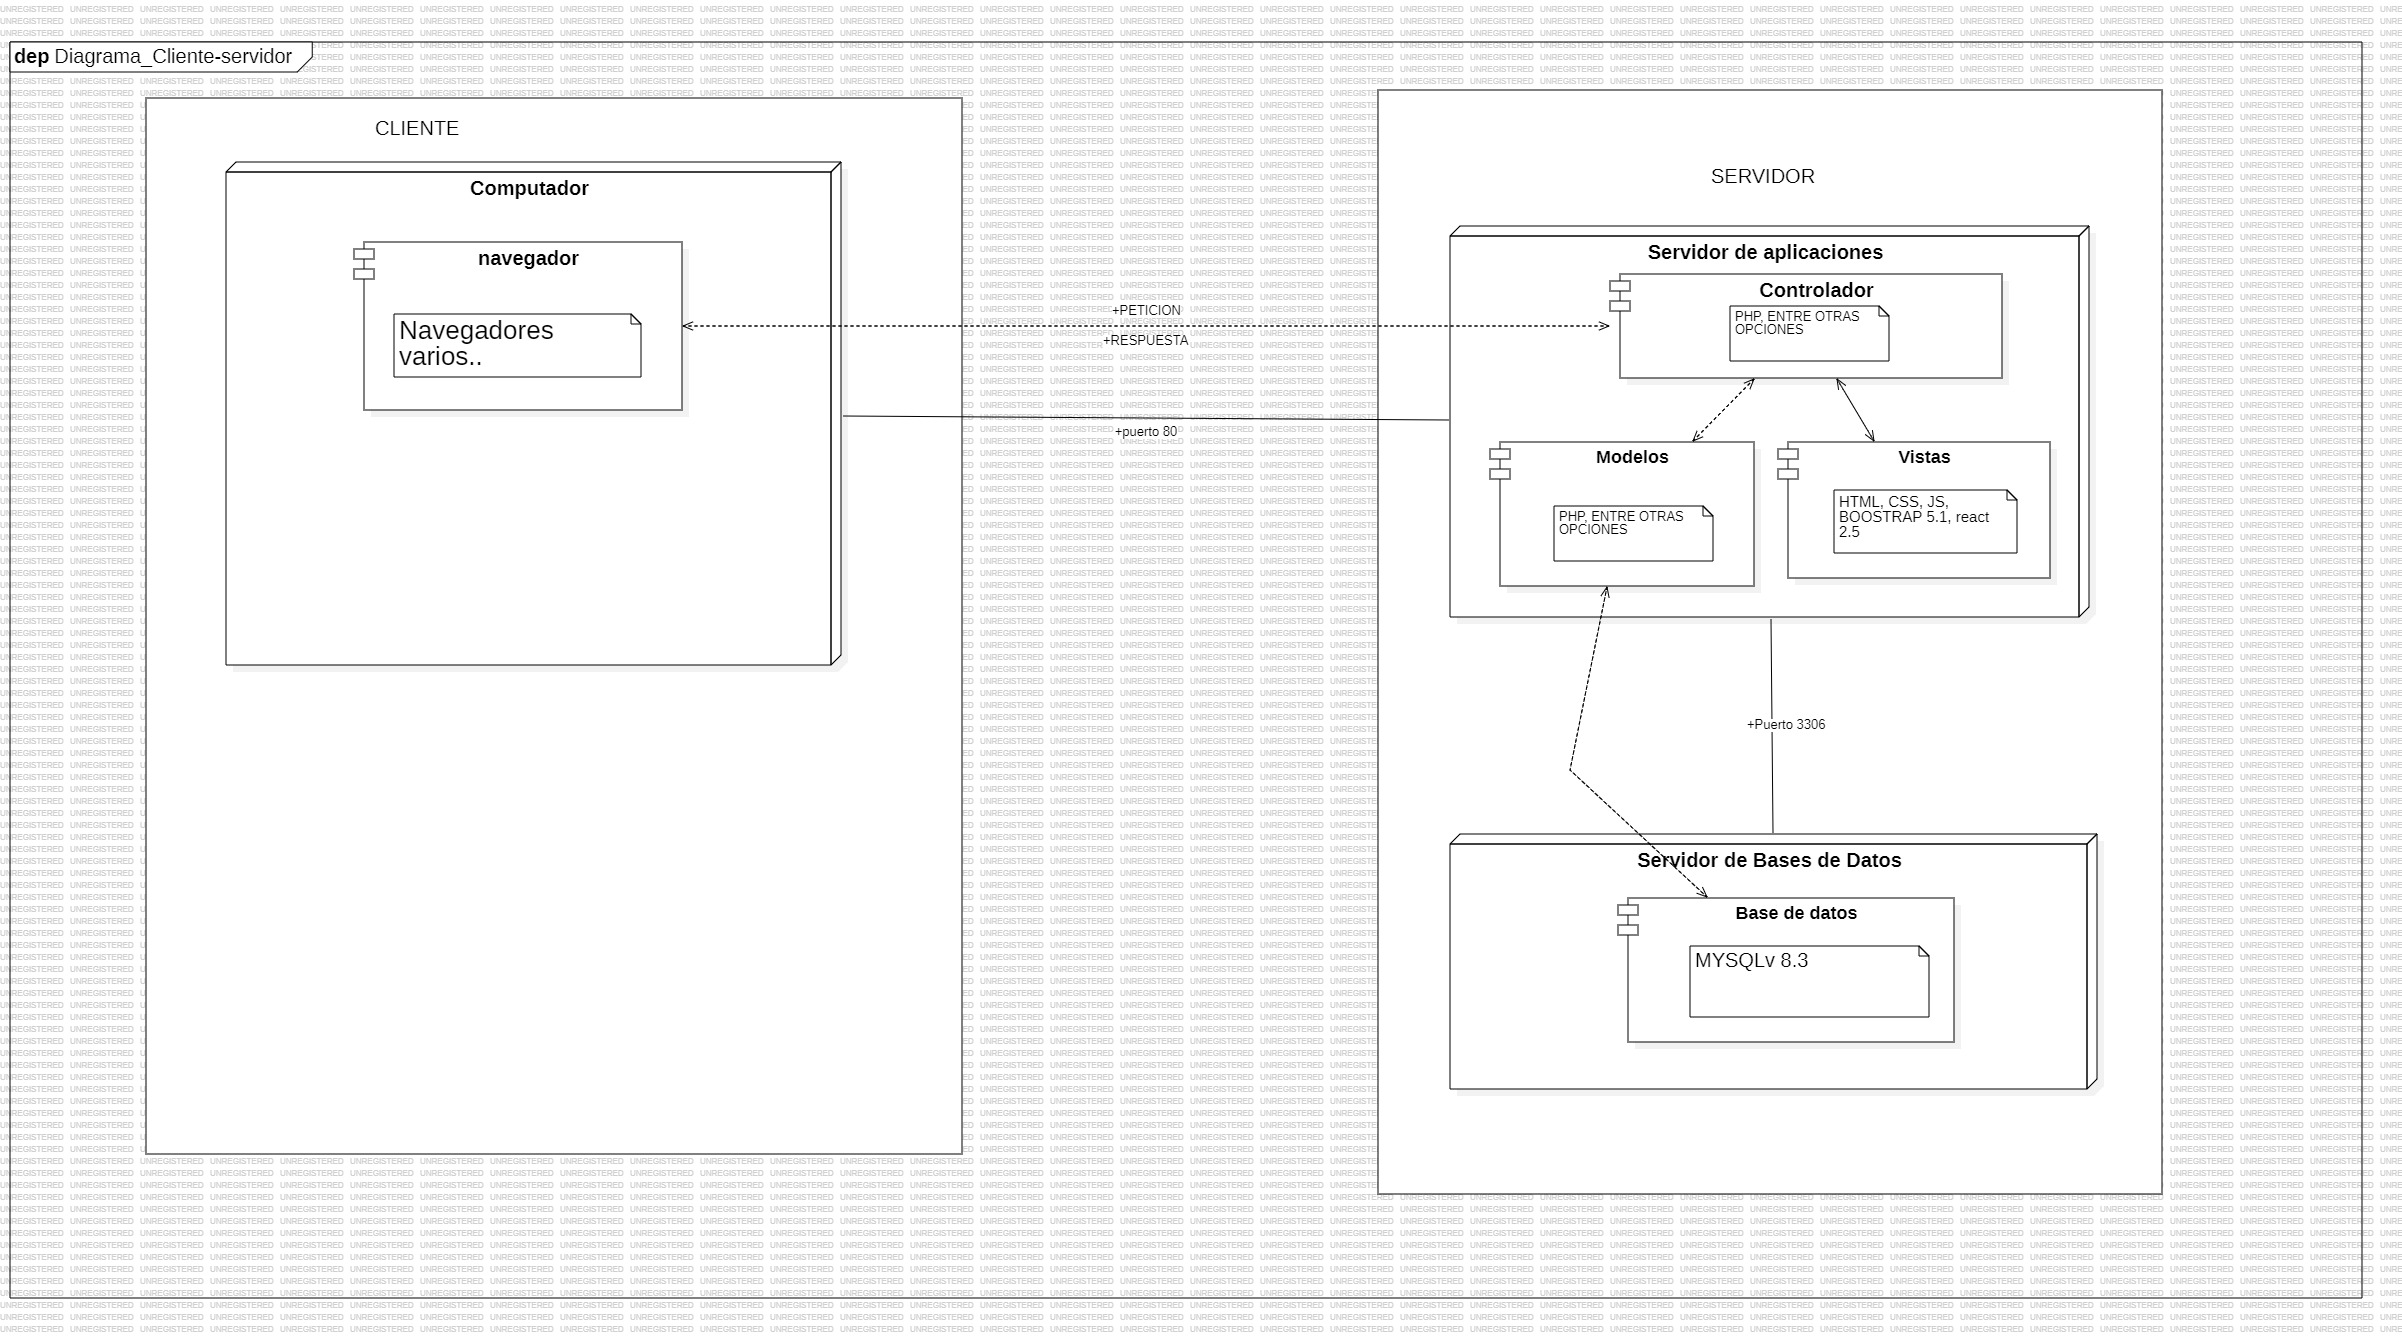 dep Diagrama_Cliente-servidor
CLIENTE
Computador
navegador
Navegadores
varios..
+PETICION
+RESPUESTA
+puerto 80
SERVIDOR
Servidor de aplicaciones
Controlador
PHP, ENTRE OTRAS
OPCIONES
Modelos
PHP, ENTRE OTRAS
OPCIONES
Vistas
HTML, CSS, JS,
BOOSTRAP 5.1, react
2.5
+Puerto 3306
Servidor de Bases de Datos
Base de datos
MYSQLv 8.3
UNREGISTERED